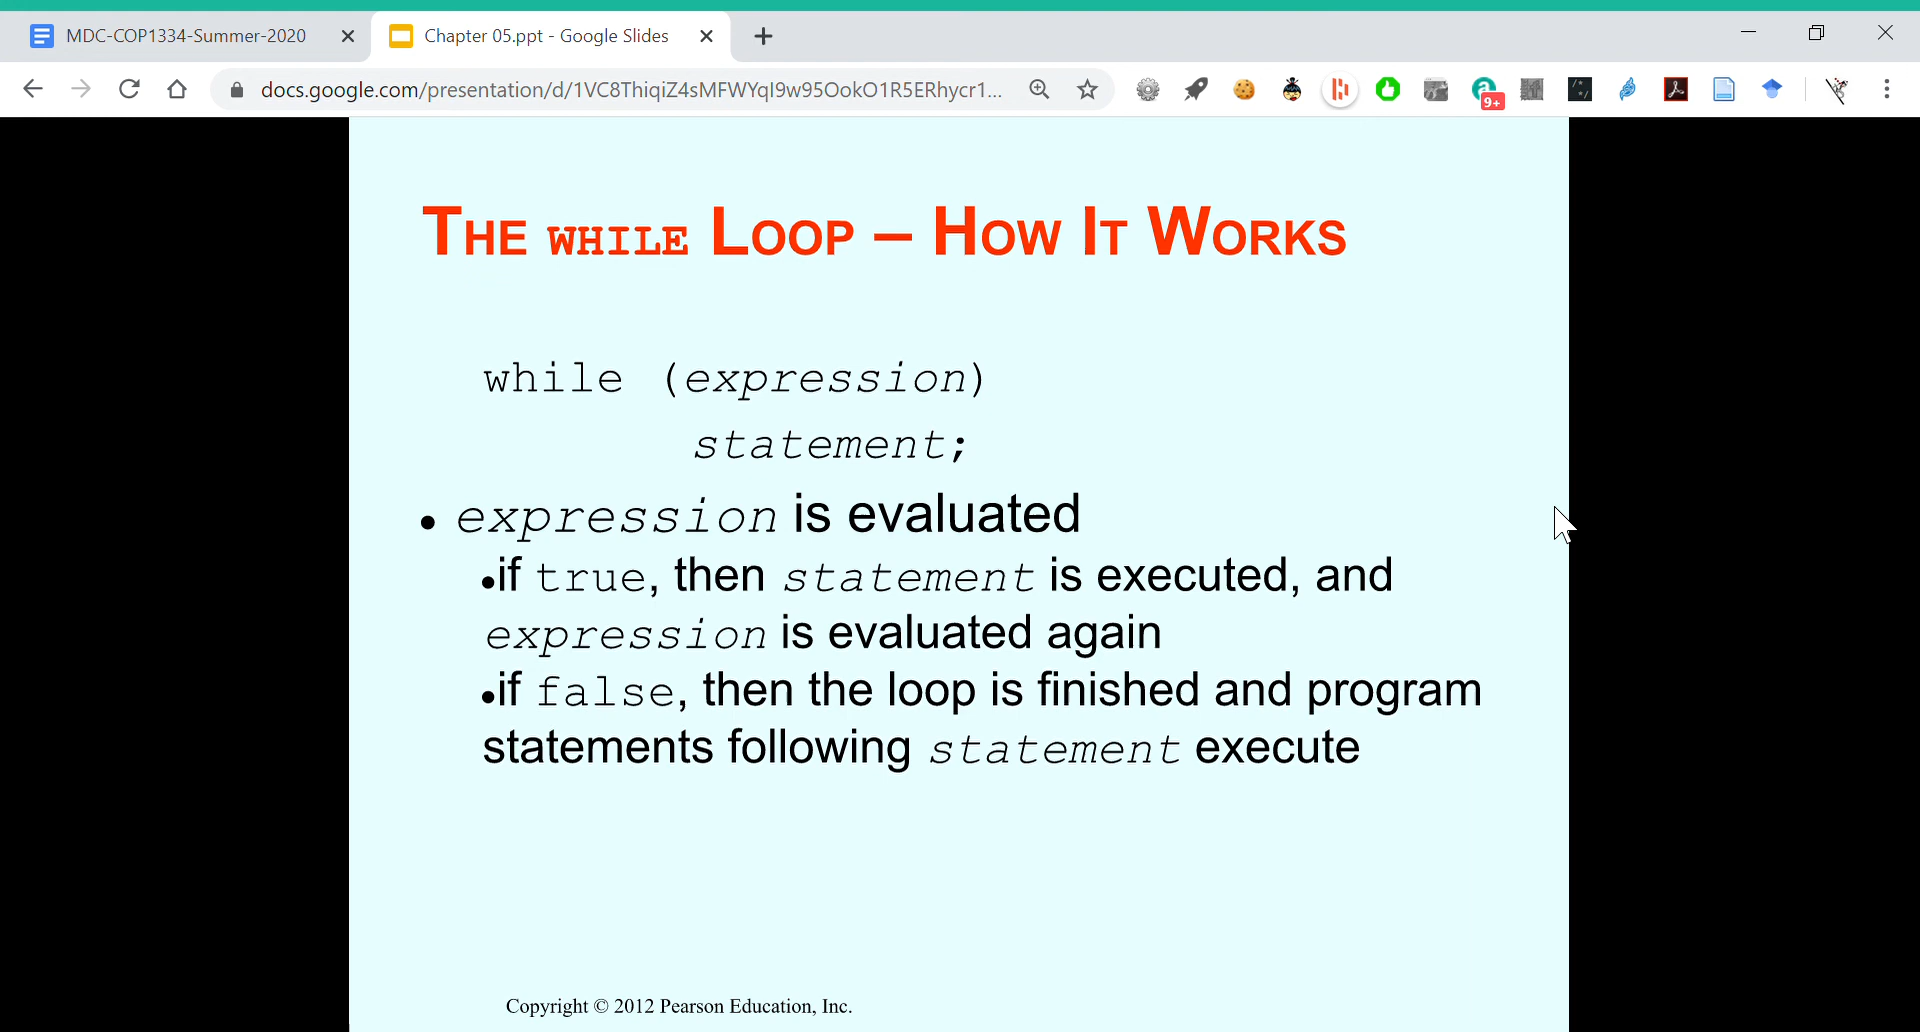 MDC-COP1334-Summer-2020
Chapter 05.ppt - Google Slides
docs.google.com/presentation/d/1VC8ThiqiZ4sMFWYqI9w95OokO1R5ERhycr1...
9+
THE WHILE LOOP – HOW IT WORKS
while (expression)
statement;
• expression is evaluated
•if true, then statement is executed, and
expression is evaluated again
•if false, then the loop is finished and program
statements following statement execute
Copyright © 2012 Pearson Education, Inc.